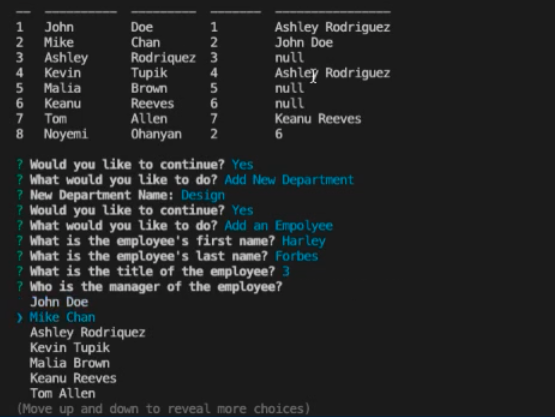 1 John Doe 1 Ashley Rodriguez
2 Mike Chan 2 John Doe
3 Ashley Rodriquez 3 null
4 Kevin Tupik 4 Ashley Rodriguez
5 Malia Brown 5 null
6 Keanu Reeves 6 null
7 Tom Allen 7 Keanu Reeves
8 Noyemi Ohanyan 2 6
? Would you like to continue? Yes
? What would you like to do? Add New Department
? New Department Name: Design
? Would you like to continue? Yes
? What would you like to do? Add an Empolyee
? What is the employee's first name? Harley
? What is the employee's last name? Forbes
? What is the title of the employee? 3
? Who is the manager of the employee?
John Doe
❯ Mike Chan
Ashley Rodriquez
Kevin Tupik
Malia Brown
Keanu Reeves
Tom Allen
(Move up and down to reveal more choices)